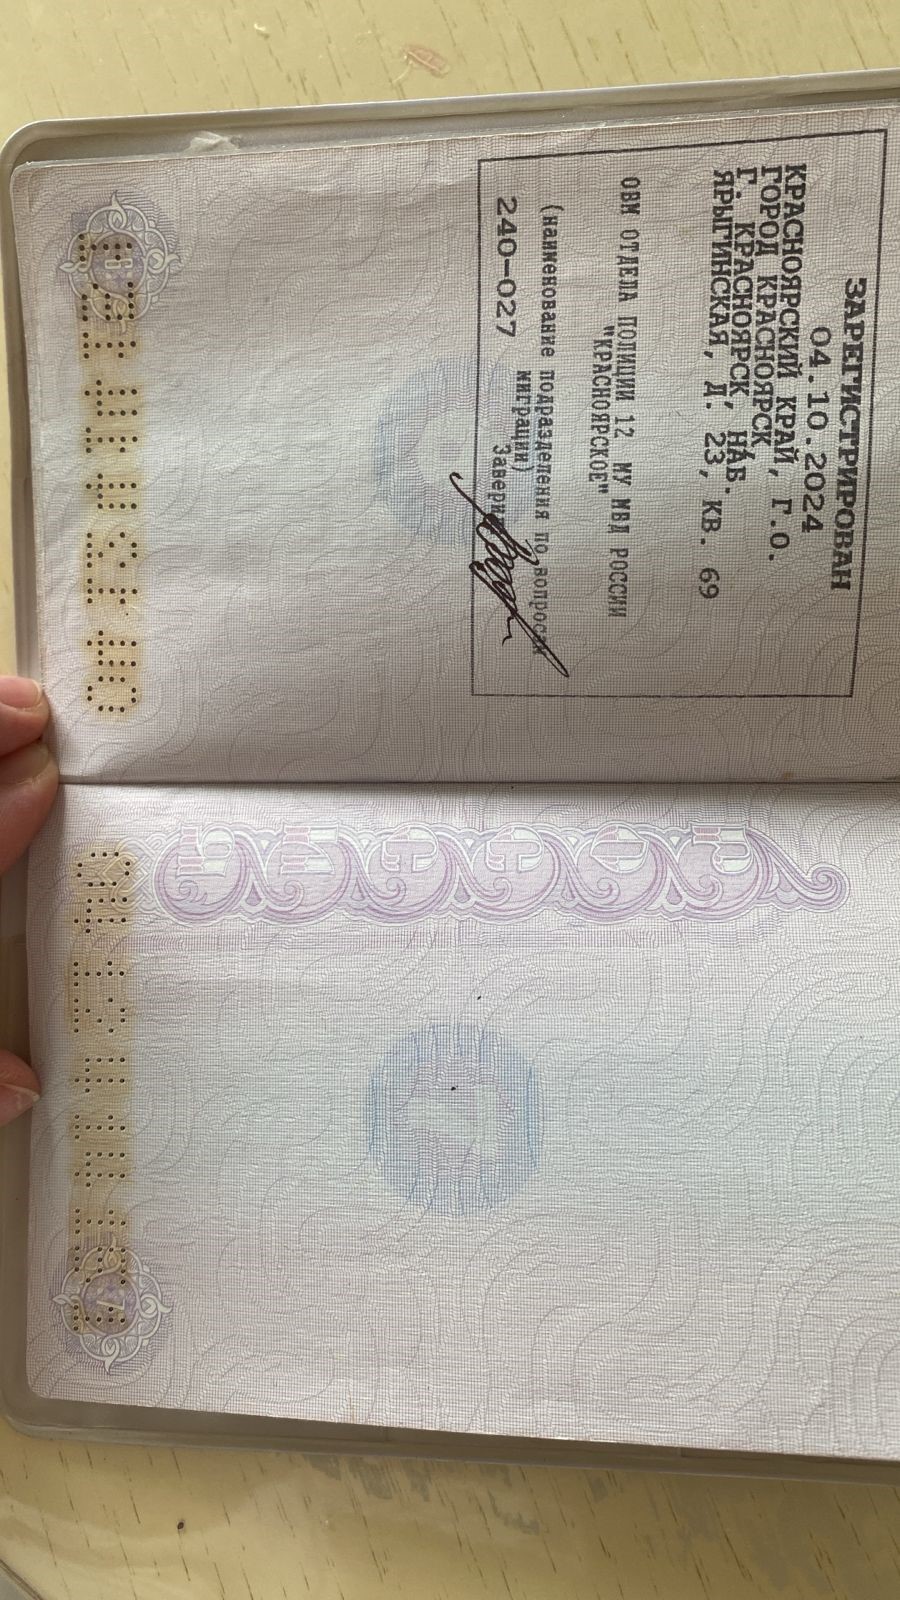 ЗАРЕГИСТРИРОВАН
04.10.2024
КРАСНОЯРСКИЙ КРАЙ, Г.О.
ГОРОД КРАСНОЯРСК
Г. КРАСНОЯРСК, НАБ.
ЯРЫГИНСКАЯ, Д. 23, КВ. 69
ОВМ ОТДЕЛА ПОЛИЦИИ 12 МУ МВД РОССИИ
"КРАСНОЯРСКОЕ"
(наименование подразделения по вопросам
миграции)
240-027
РОССИЯ